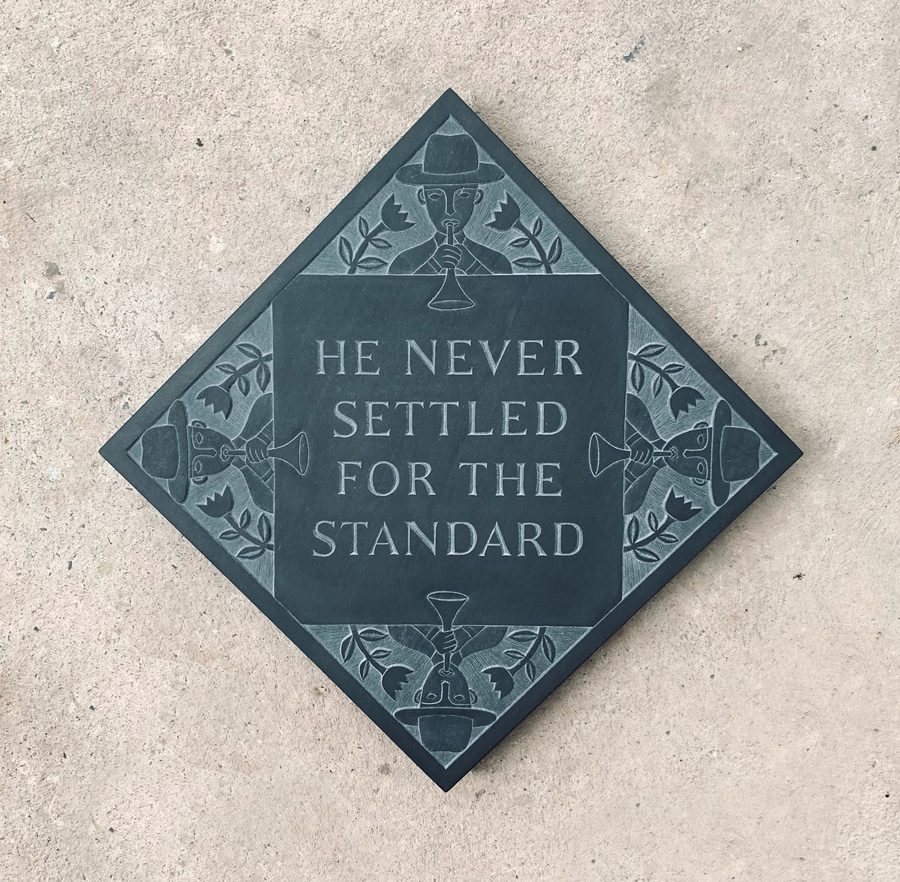 HE NEVER
SETTLED
FOR THE
STANDARD